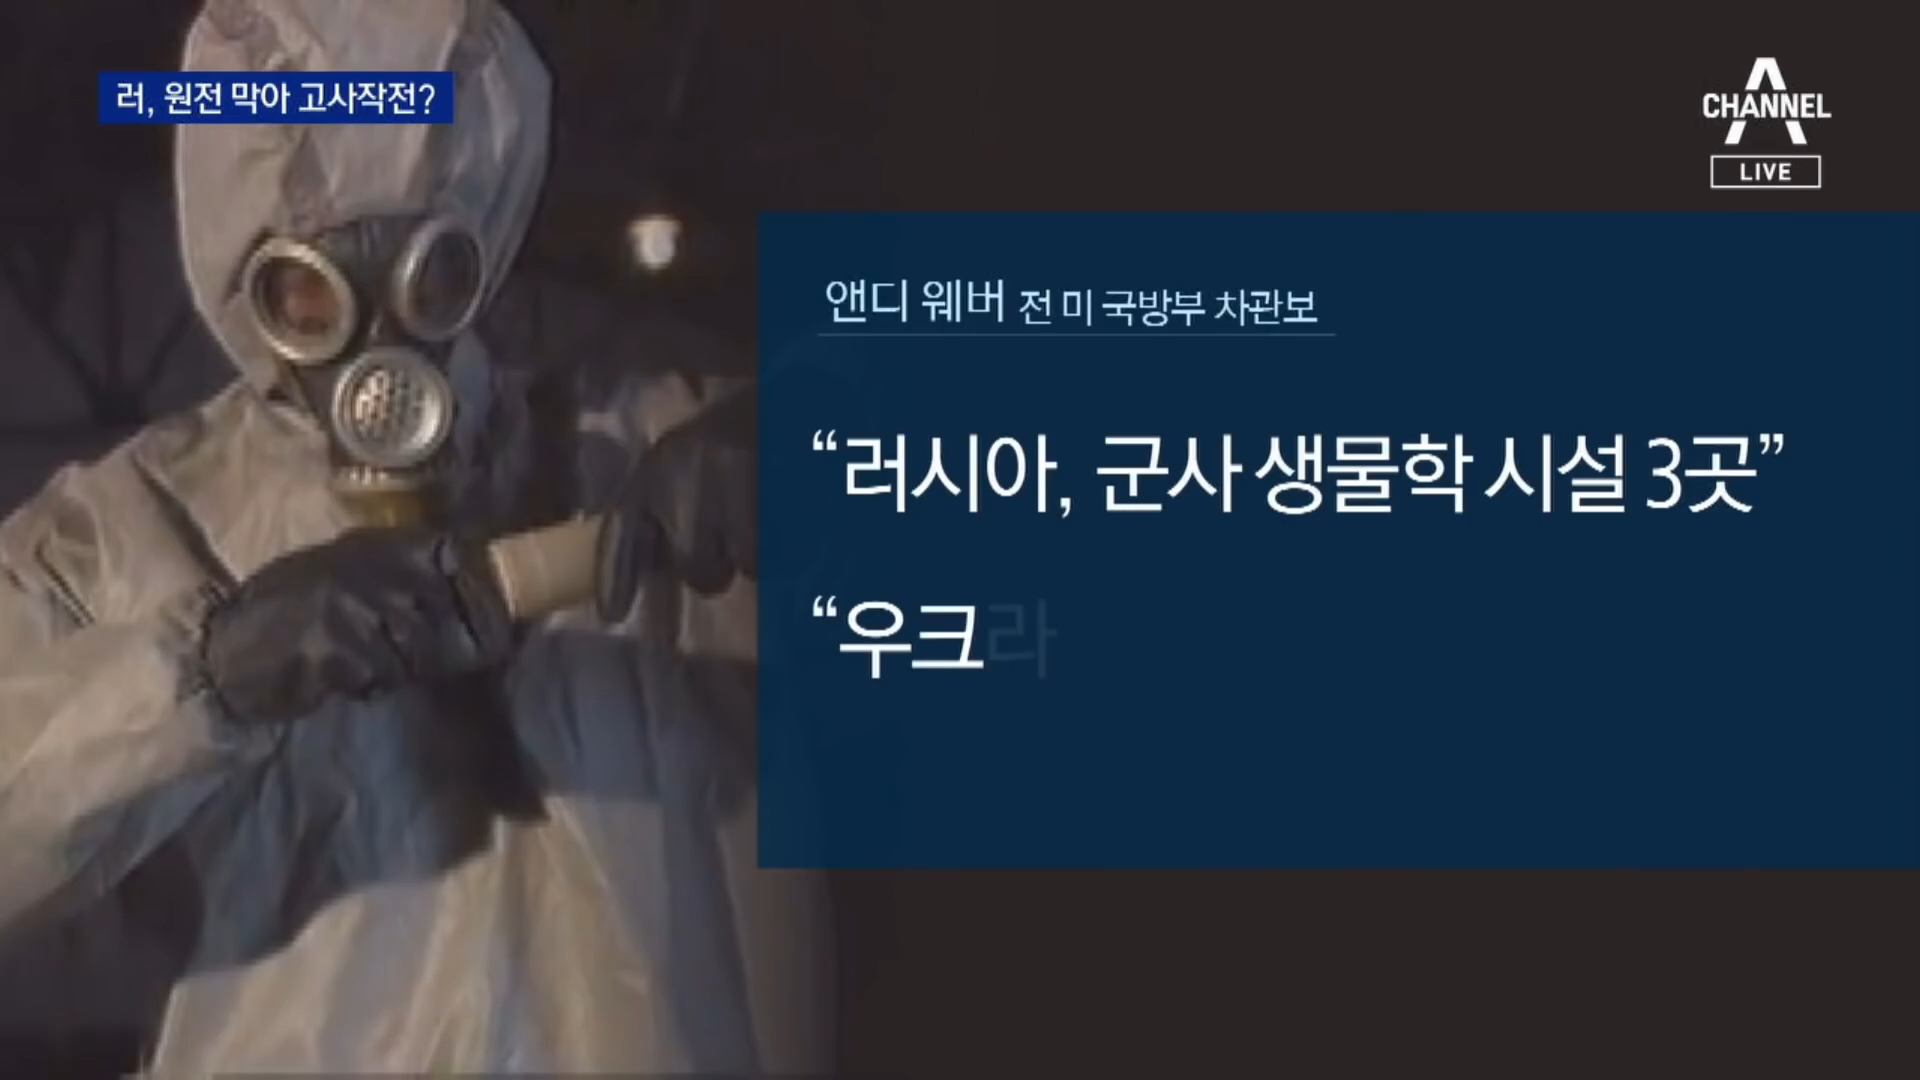 러, 원전 막아 고사작전?
CHANNEL A
LIVE
앤디 웨버 전 미 국방부 차관보
“러시아, 군사 생물학 시설 3곳”
“우크라